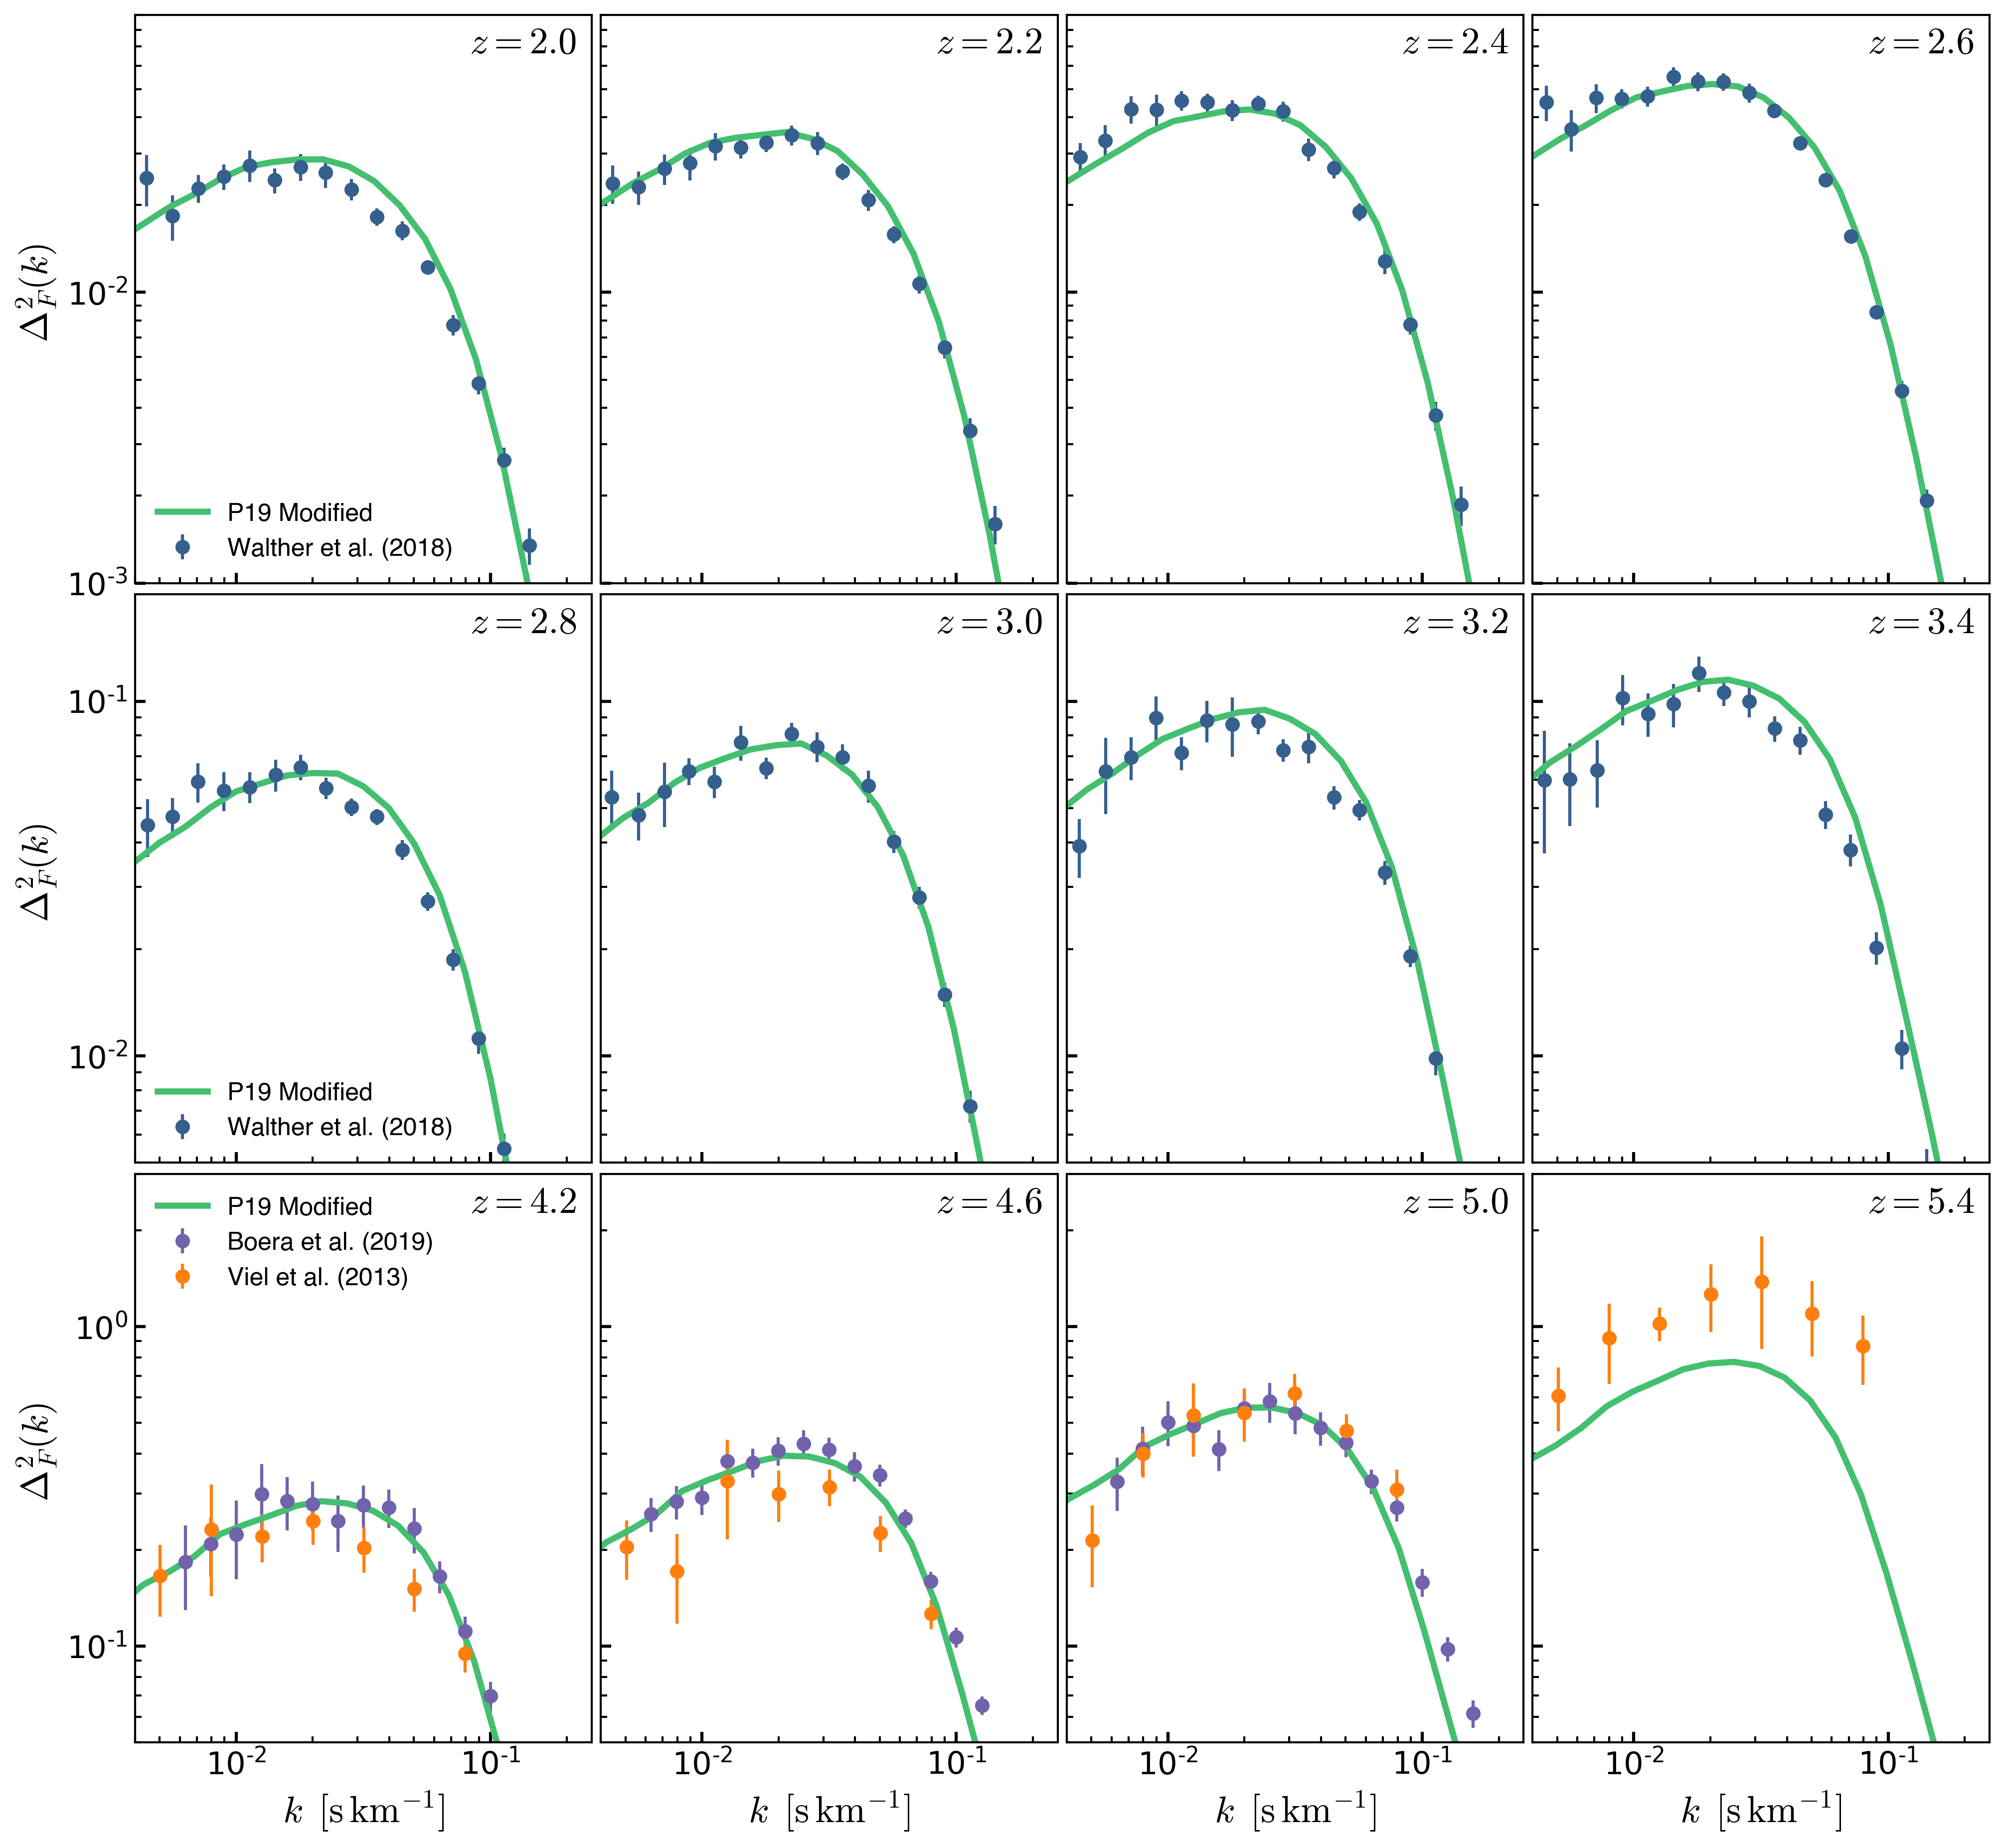 z = 2.0
z = 2.2
z = 2.4
z = 2.6
Δ²_F(k)
10⁻²
10⁻³
P19 Modified
Walther et al. (2018)
z = 2.8
z = 3.0
z = 3.2
z = 3.4
Δ²_F(k)
10⁻¹
10⁻²
P19 Modified
Walther et al. (2018)
z = 4.2
z = 4.6
z = 5.0
z = 5.4
P19 Modified
Boera et al. (2019)
Viel et al. (2013)
Δ²_F(k)
10⁰
10⁻¹
10⁻² 10⁻¹ 10⁻² 10⁻¹ 10⁻² 10⁻¹ 10⁻² 10⁻¹
k [s km⁻¹] k [s km⁻¹] k [s km⁻¹] k [s km⁻¹]